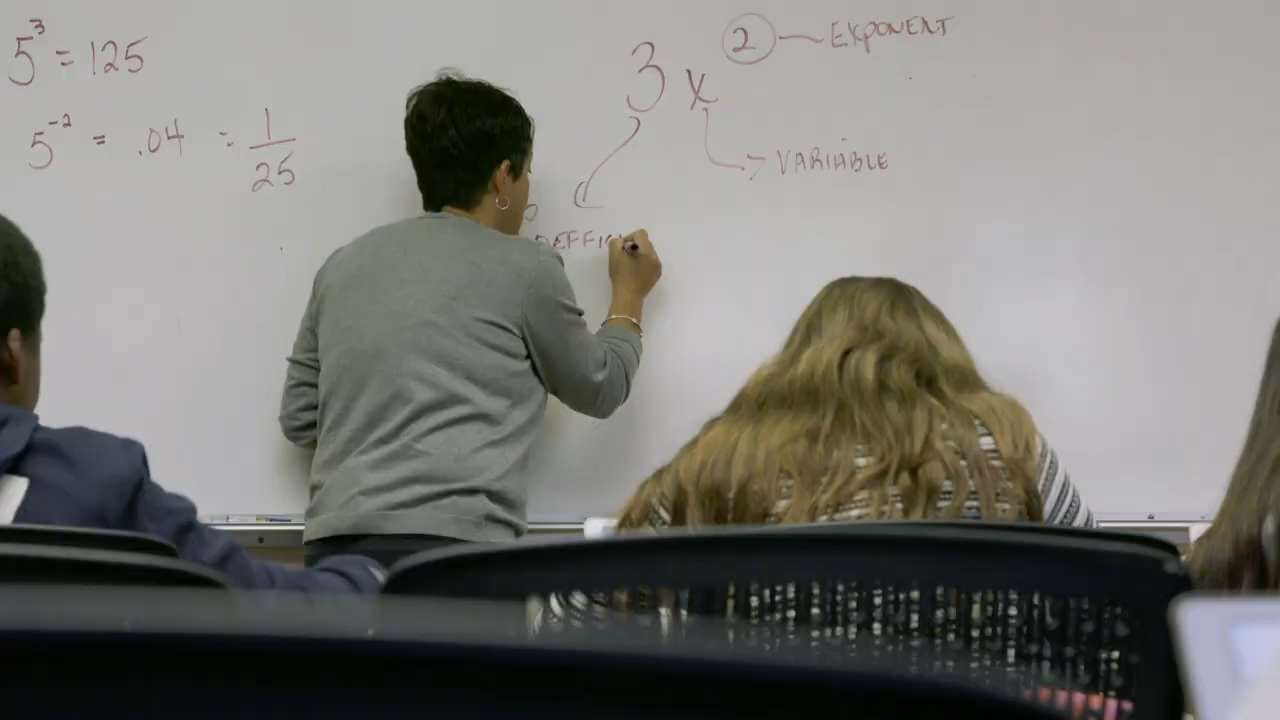 5³ = 125
5⁻² = .04 = 1/25
3x² — EXPONENT
VARIABLE